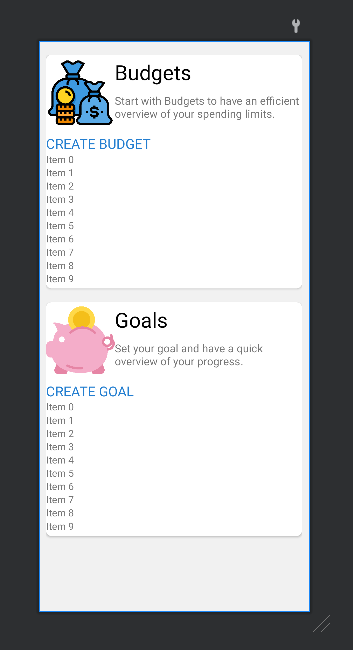 Budgets
Start with Budgets to have an efficient
overview of your spending limits.
CREATE BUDGET
Item 0
Item 1
Item 2
Item 3
Item 4
Item 5
Item 6
Item 7
Item 8
Item 9
Goals
Set your goal and have a quick
overview of your progress.
CREATE GOAL
Item 0
Item 1
Item 2
Item 3
Item 4
Item 5
Item 6
Item 7
Item 8
Item 9